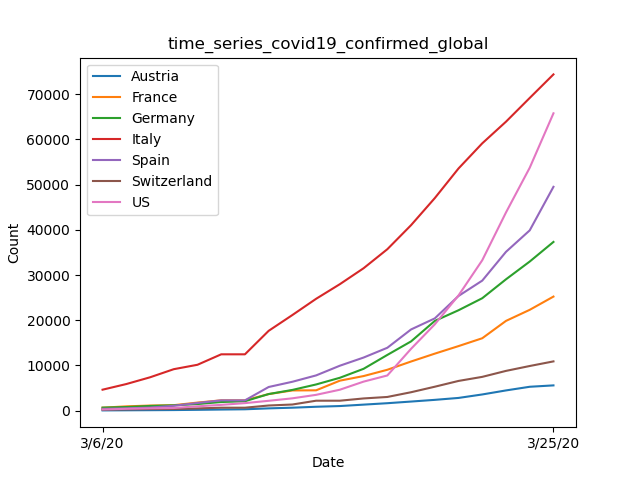 time_series_covid19_confirmed_global
Austria
France
Germany
Italy
Spain
Switzerland
US
70000
60000
50000
40000
30000
20000
10000
0
Count
3/6/20
3/25/20
Date